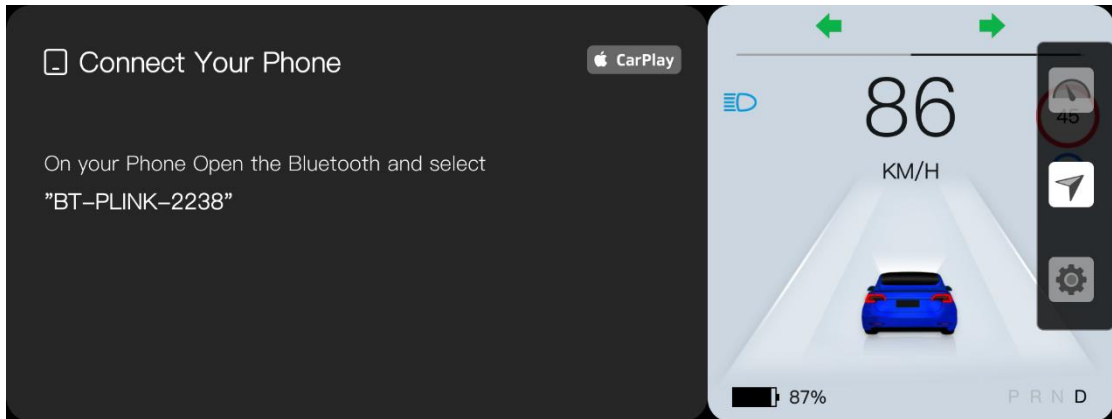 Connect Your Phone
CarPlay
On your Phone Open the Bluetooth and select
”BT–PLINK–2238”
86
KM/H
45
87%
P R N D